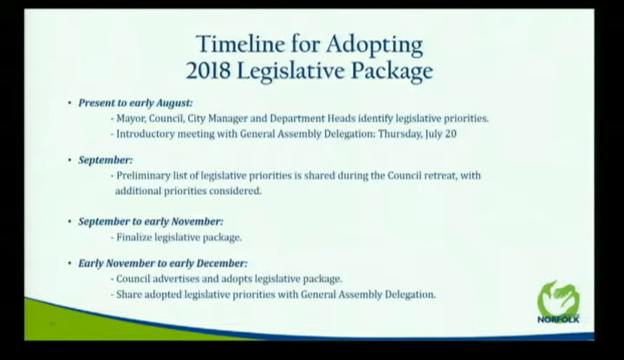 Timeline for Adopting
2018 Legislative Package
• Present to early August:
- Mayor, Council, City Manager and Department Heads identify legislative priorities.
- Introductory meeting with General Assembly Delegation: Thursday, July 20
• September:
- Preliminary list of legislative priorities is shared during the Council retreat, with
additional priorities considered.
• September to early November:
- Finalize legislative package.
• Early November to early December:
- Council advertises and adopts legislative package.
- Share adopted legislative priorities with General Assembly Delegation.
NORFOLK